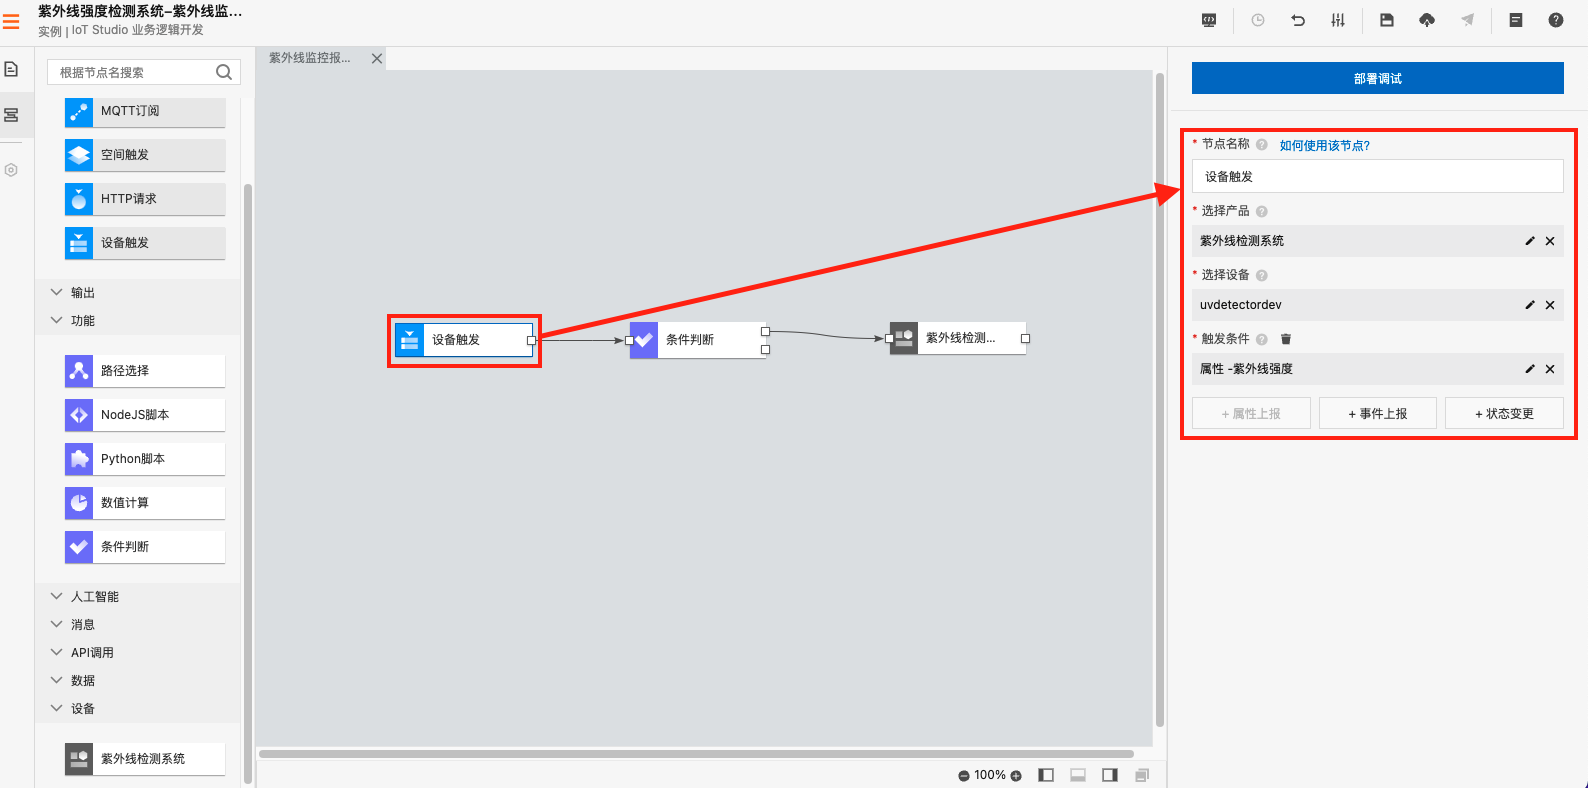 紫外线强度检测系统-紫外线监...
实例 | IoT Studio 业务逻辑开发
根据节点名搜索
MQTT订阅
空间触发
HTTP请求
设备触发
输出
功能
路径选择
NodeJS脚本
Python脚本
数值计算
条件判断
人工智能
消息
API调用
数据
设备
紫外线检测系统
紫外线监控报...
设备触发
条件判断
紫外线检测...
100%
部署调试
* 节点名称 ? 如何使用该节点?
设备触发
* 选择产品 ?
紫外线检测系统
* 选择设备 ?
uvdetectordev
* 触发条件 ?
属性 -紫外线强度
+ 属性上报
+ 事件上报
+ 状态变更